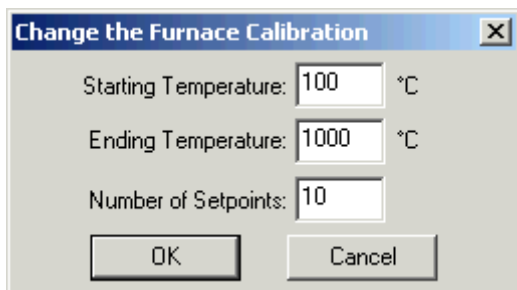 Change the Furnace Calibration
Starting Temperature: 100 °C
Ending Temperature: 1000 °C
Number of Setpoints: 10
OK Cancel